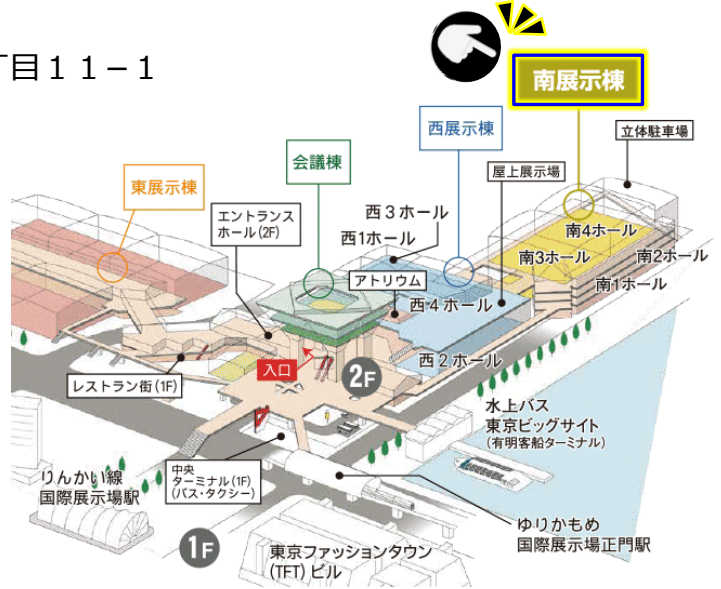 丁目１１－１
南展示棟
立体駐車場
西展示棟
会議棟
屋上展示場
東展示棟
エントランス
ホール(2F)
西３ホール
西1ホール
南4ホール
南3ホール
南2ホール
南1ホール
アトリウム
西４ホール
西２ホール
入口
2F
レストラン街(1F)
水上バス
東京ビッグサイト
(有明客船ターミナル)
中央
ターミナル(1F)
(バス・タクシー)
りんかい線
国際展示場駅
ゆりかもめ
国際展示場正門駅
1F
東京ファッションタウン
(TFT)ビル